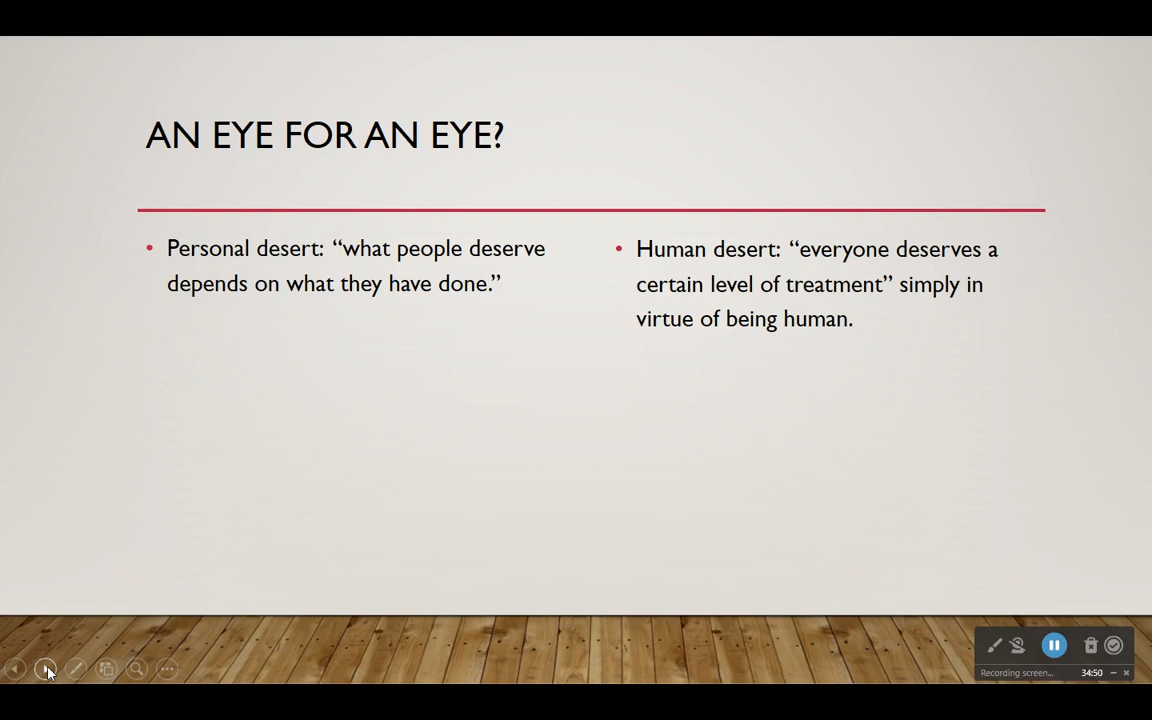 AN EYE FOR AN EYE?
• Personal desert: “what people deserve
depends on what they have done.”
• Human desert: “everyone deserves a
certain level of treatment” simply in
virtue of being human.
Recording screen...
34:50